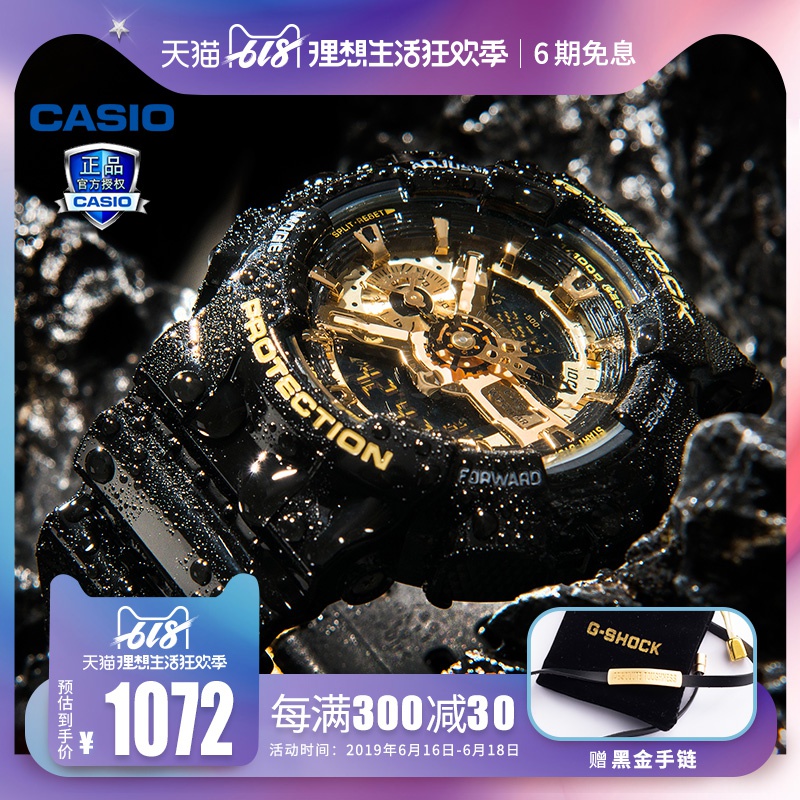 天猫 618 理想生活狂欢季 | 6期免息
CASIO
正品
官方授权
CASIO
ADJUST
MODE
SPLIT-RESET
G-SHOCK
PROTECTION
FORWARD
天猫 618
天猫理想生活狂欢季
预估到手价
¥1072
每满300减30
活动时间：2019年6月16日-6月18日
G-SHOCK
赠 黑金手链